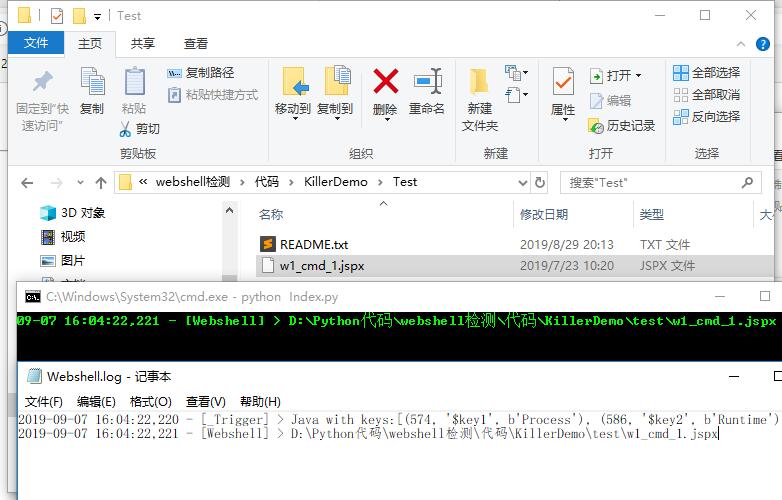 Test
文件 主页 共享 查看
固定到“快速访问”
复制
粘贴
复制路径
粘贴快捷方式
剪切
移动到 复制到 删除 重命名
新建文件夹
属性
打开
编辑
历史记录
全部选择
全部取消
反向选择
剪贴板 组织 新建 打开 选择
« webshell检测 › 代码 › KillerDemo › Test
搜索"Test"
名称 修改日期 类型
3D 对象
视频
图片
README.txt 2019/8/29 20:13 TXT 文件
w1_cmd_1.jspx 2019/7/23 10:20 JSPX 文件
C:\Windows\System32\cmd.exe - python Index.py
09-07 16:04:22,221 - [Webshell] > D:\Python代码\webshell检测\代码\KillerDemo\test\w1_cmd_1.jspx
Webshell.log - 记事本
文件(F) 编辑(E) 格式(O) 查看(V) 帮助(H)
2019-09-07 16:04:22,220 - [_Trigger] > Java with keys:[(574, '$key1', b'Process'), (586, '$key2', b'Runtime')
2019-09-07 16:04:22,221 - [Webshell] > D:\Python代码\webshell检测\代码\KillerDemo\test\w1_cmd_1.jspx